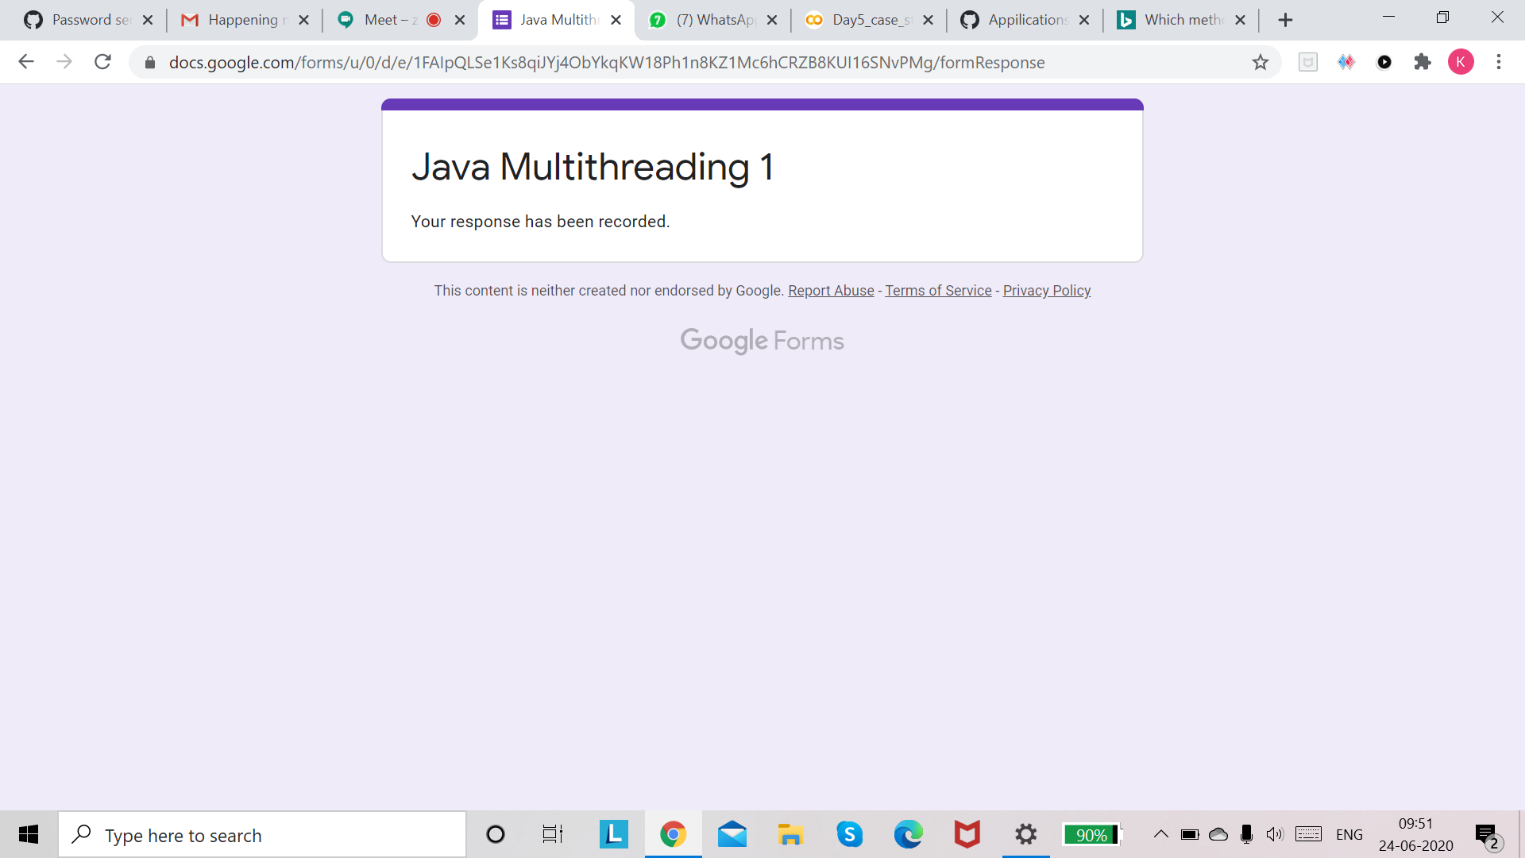 Password se
Happening
Meet – z
Java Multith
(7) WhatsAp
Day5_case_s
Appilications
Which meth
docs.google.com/forms/u/0/d/e/1FAIpQLSe1Ks8qiJYj4ObYkqKW18Ph1n8KZ1Mc6hCRZB8KUI16SNvPMg/formResponse
K
Java Multithreading 1
Your response has been recorded.
This content is neither created nor endorsed by Google. Report Abuse - Terms of Service - Privacy Policy
Google Forms
Type here to search
L
S
90%
ENG
09:51
24-06-2020
2